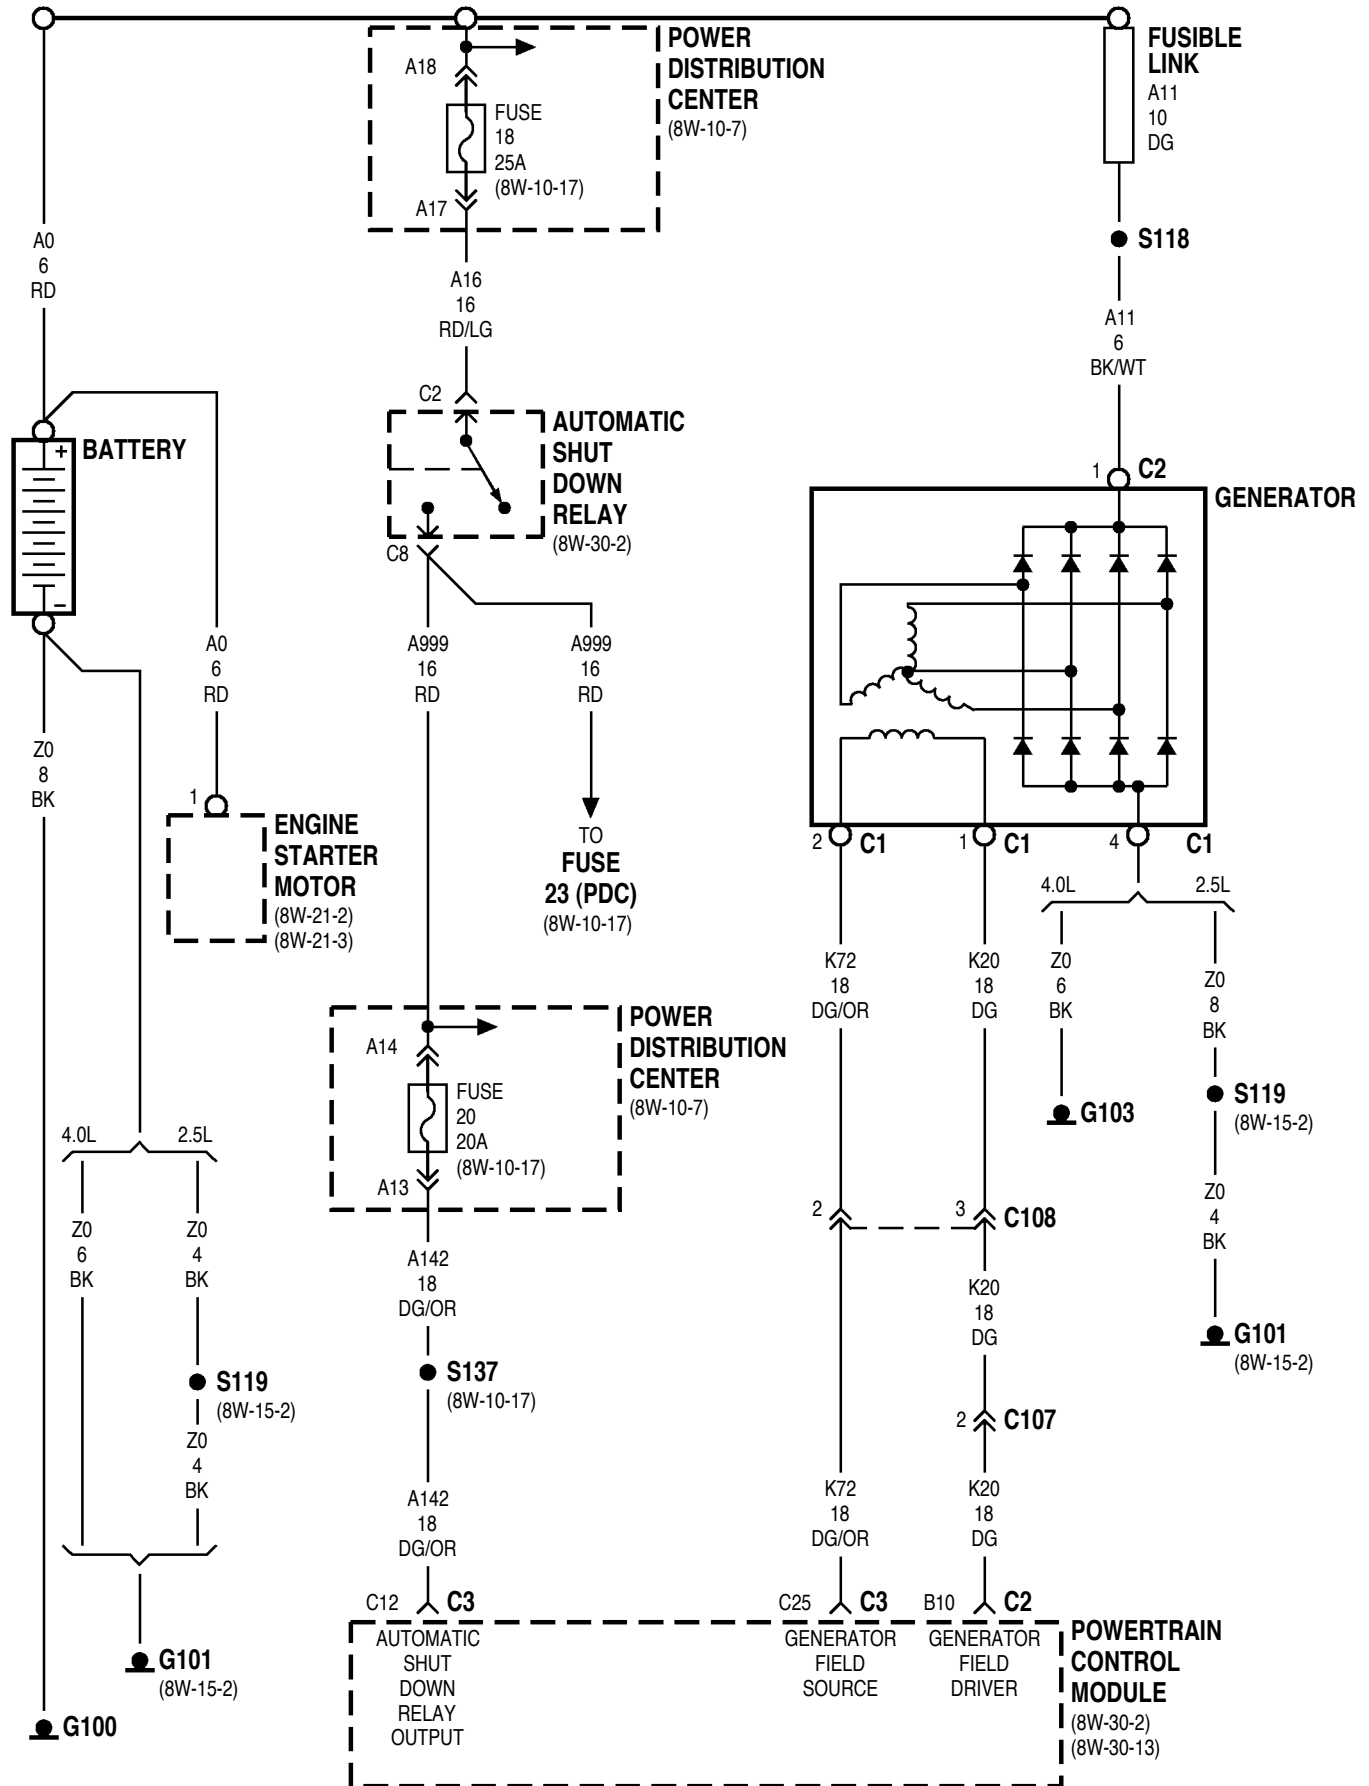 POWER
DISTRIBUTION
CENTER
(8W-10-7)
A18
FUSE
18
25A
(8W-10-17)
A17
FUSIBLE
LINK
A11
10
DG
S118
A0
6
RD
A16
16
RD/LG
A11
6
BK/WT
C2
AUTOMATIC
SHUT
DOWN
RELAY
(8W-30-2)
C8
+
BATTERY
–
1
C2
GENERATOR
A0
6
RD
A999
16
RD
A999
16
RD
Z0
8
BK
1
ENGINE
STARTER
MOTOR
(8W-21-2)
(8W-21-3)
TO
FUSE
23 (PDC)
(8W-10-17)
2
C1
1
C1
4
C1
4.0L
2.5L
K72
18
DG/OR
K20
18
DG
Z0
6
BK
Z0
8
BK
POWER
DISTRIBUTION
CENTER
(8W-10-7)
A14
FUSE
20
20A
(8W-10-17)
A13
G103
S119
(8W-15-2)
4.0L
2.5L
Z0
6
BK
Z0
4
BK
2
3
C108
Z0
4
BK
A142
18
DG/OR
K20
18
DG
G101
(8W-15-2)
S119
(8W-15-2)
S137
(8W-10-17)
2
C107
Z0
4
BK
A142
18
DG/OR
K72
18
DG/OR
K20
18
DG
C12
C3
C25
C3
B10
C2
AUTOMATIC
SHUT
DOWN
RELAY
OUTPUT
GENERATOR
FIELD
SOURCE
GENERATOR
FIELD
DRIVER
POWERTRAIN
CONTROL
MODULE
(8W-30-2)
(8W-30-13)
G101
(8W-15-2)
G100